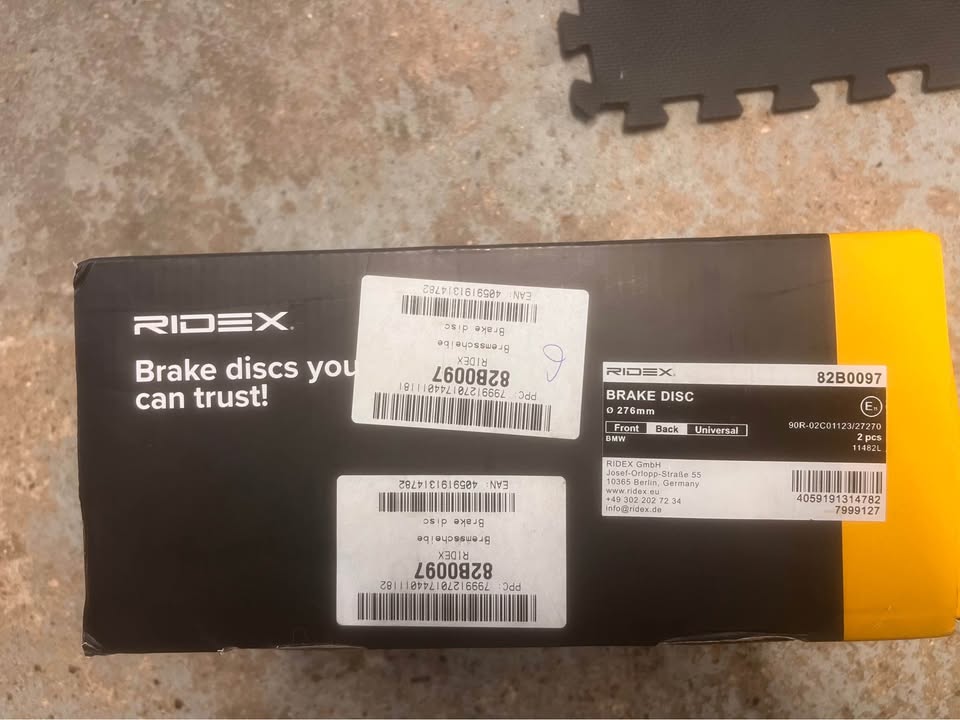 RIDEX
Brake discs you
can trust!
PPC: 799912701744011181
82B0097
RIDEX
Bremsscheibe
Brake disc
EAN: 4059191314782
PPC: 799912701744011182
82B0097
RIDEX
Bremsscheibe
Brake disc
EAN: 4059191314782
RIDEX 82B0097
BRAKE DISC
Ø 276mm
Front Back Universal
BMW
E11
90R-02C01123/27270
2 pcs
11482L
RIDEX GmbH
Josef-Orlopp-Straße 55
10365 Berlin, Germany
www.ridex.eu
+49 302 202 72 34
info@ridex.de
4059191314782
7999127